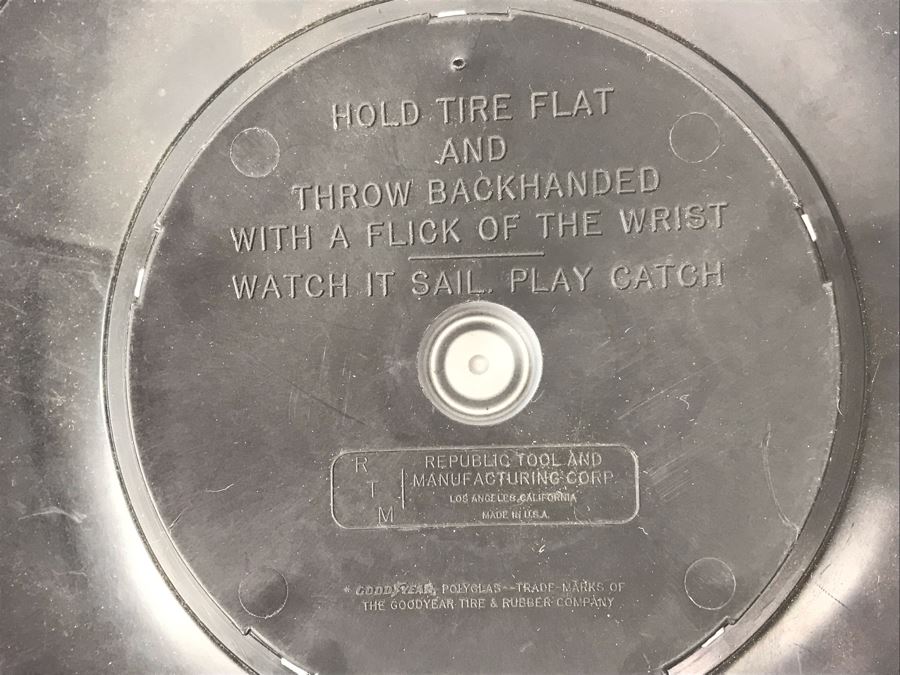 HOLD TIRE FLAT
AND
THROW BACKHANDED
WITH A FLICK OF THE WRIST
WATCH IT SAIL. PLAY CATCH
R
T
M
REPUBLIC TOOL AND
MANUFACTURING CORP.
LOS ANGELES, CALIFORNIA
MADE IN U.S.A.
* GOODYEAR, POLYGLAS--TRADE-MARKS OF
THE GOODYEAR TIRE & RUBBER COMPANY